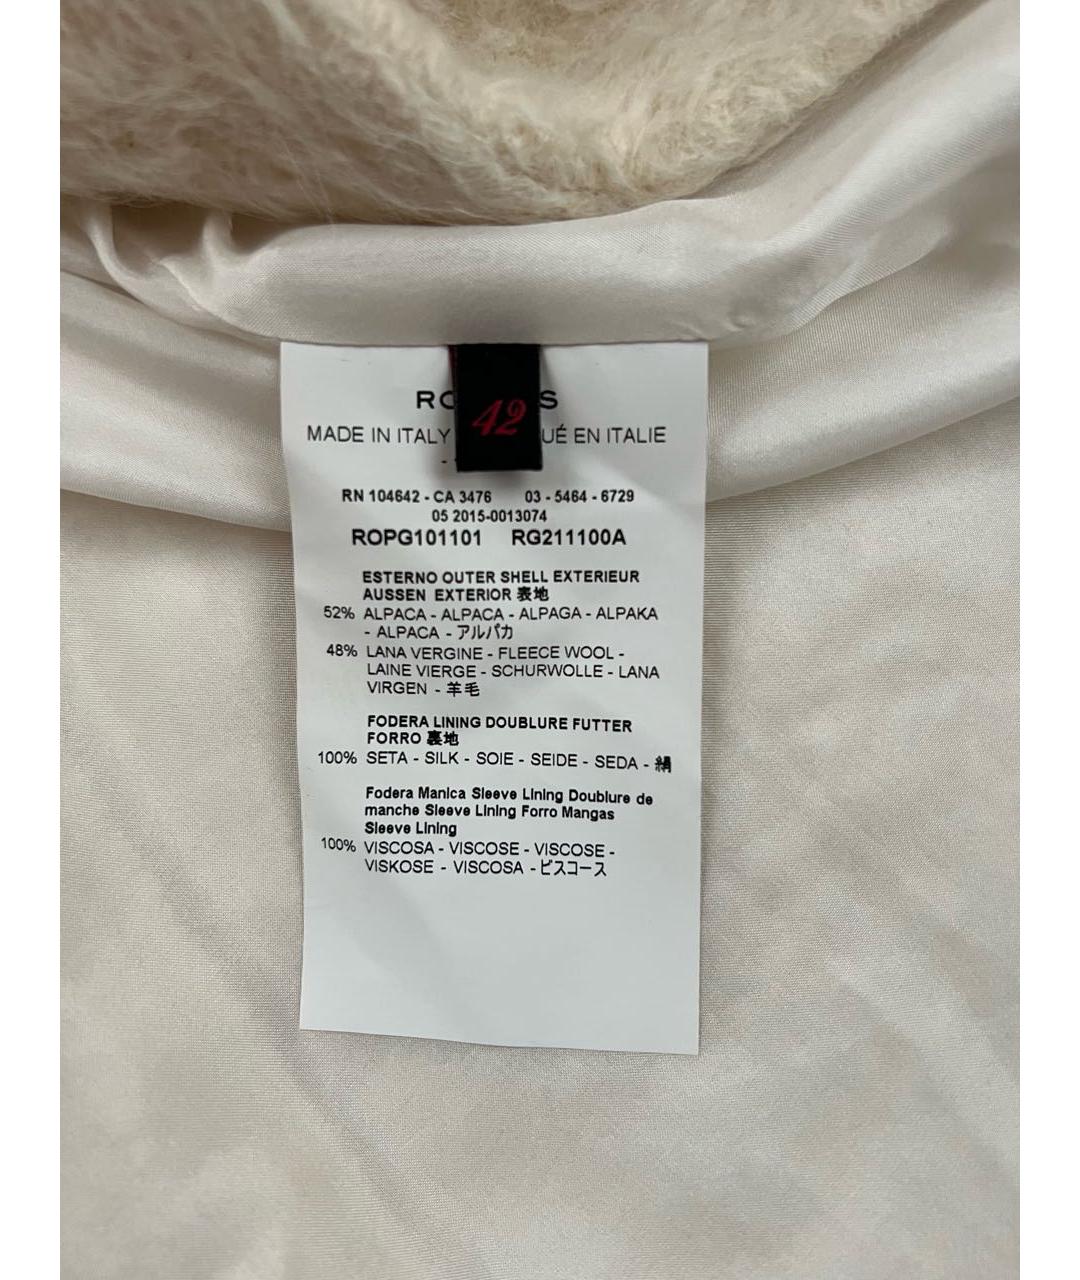 42
MADE IN ITALY
EN ITALIE
RN 104642 - CA 3476 03 - 5464 - 6729
05 2015-0013074
ROPG101101 RG211100A
ESTERNO OUTER SHELL EXTERIEUR
AUSSEN EXTERIOR 表地
52% ALPACA - ALPACA - ALPAGA - ALPAKA
- ALPACA - アルパカ
48% LANA VERGINE - FLEECE WOOL -
LAINE VIERGE - SCHURWOLLE - LANA
VIRGEN - 羊毛
FODERA LINING DOUBLURE FUTTER
FORRO 裏地
100% SETA - SILK - SOIE - SEIDE - SEDA - 絹
Fodera Manica Sleeve Lining Doublure de
manche Sleeve Lining Forro Mangas
Sleeve Lining
100% VISCOSA - VISCOSE - VISCOSE -
VISKOSE - VISCOSA - ビスコース